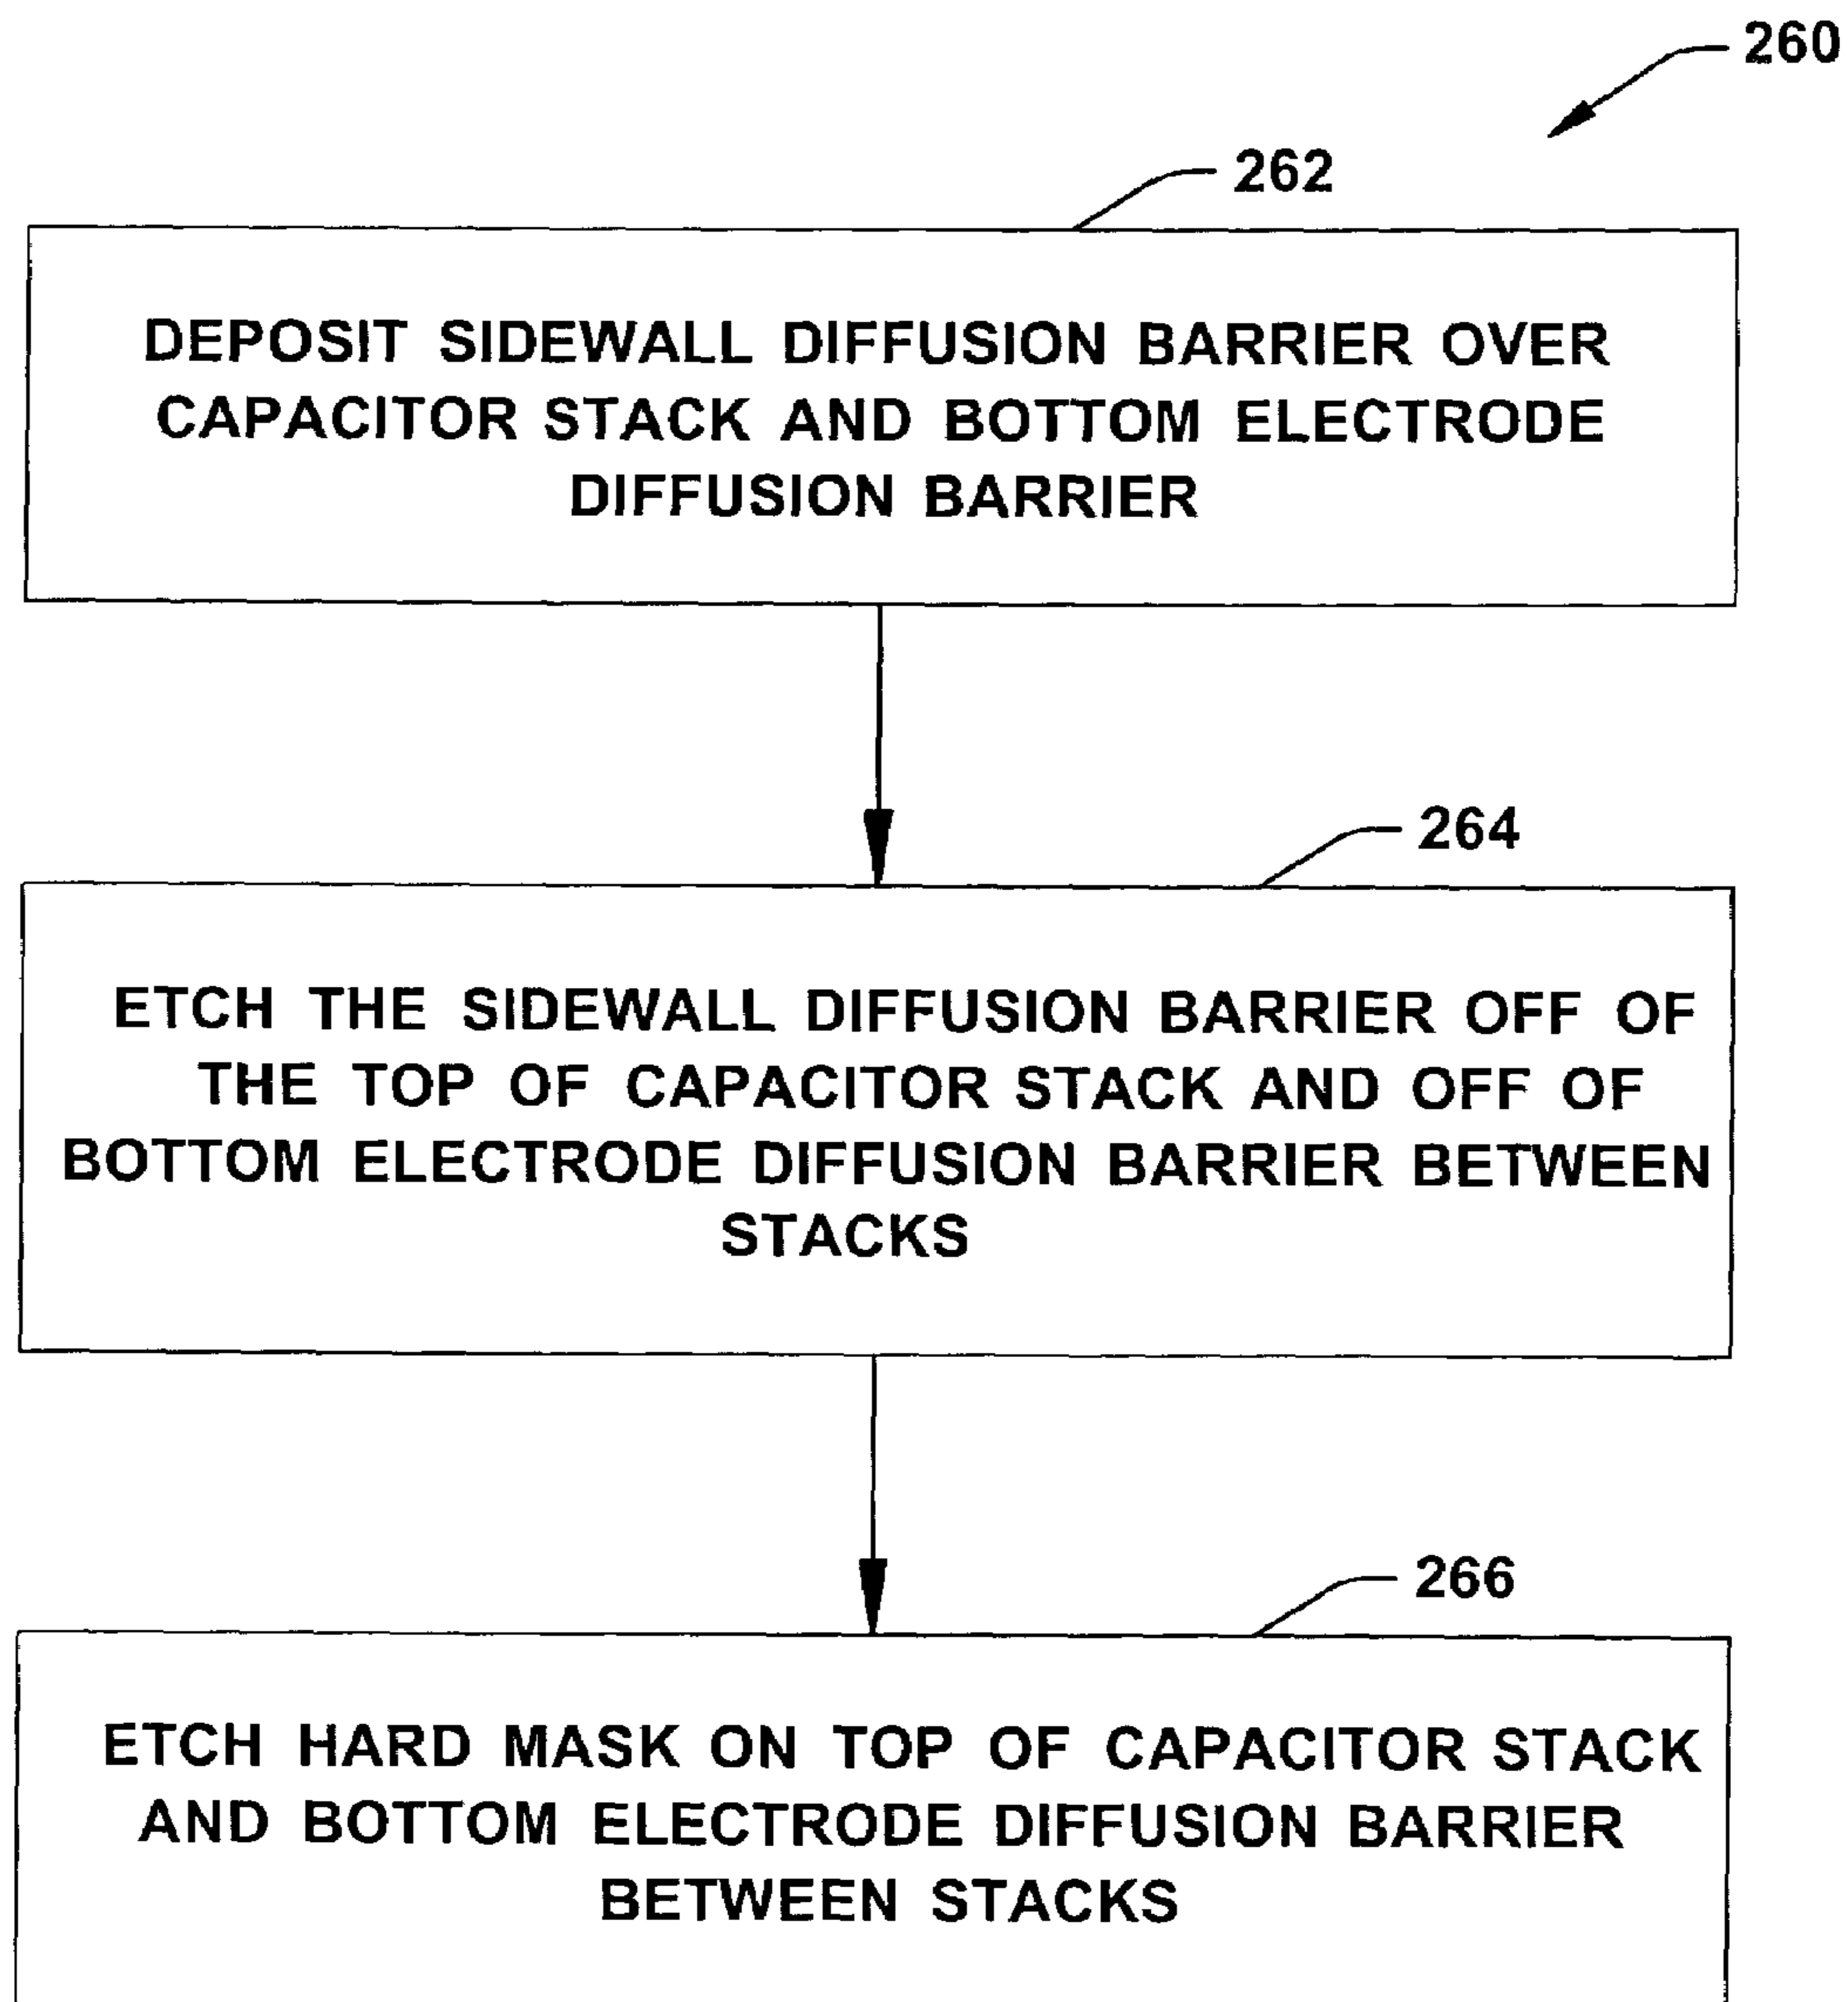 260
262
DEPOSIT SIDEWALL DIFFUSION BARRIER OVER
CAPACITOR STACK AND BOTTOM ELECTRODE
DIFFUSION BARRIER
264
ETCH THE SIDEWALL DIFFUSION BARRIER OFF OF
THE TOP OF CAPACITOR STACK AND OFF OF
BOTTOM ELECTRODE DIFFUSION BARRIER BETWEEN
STACKS
266
ETCH HARD MASK ON TOP OF CAPACITOR STACK
AND BOTTOM ELECTRODE DIFFUSION BARRIER
BETWEEN STACKS